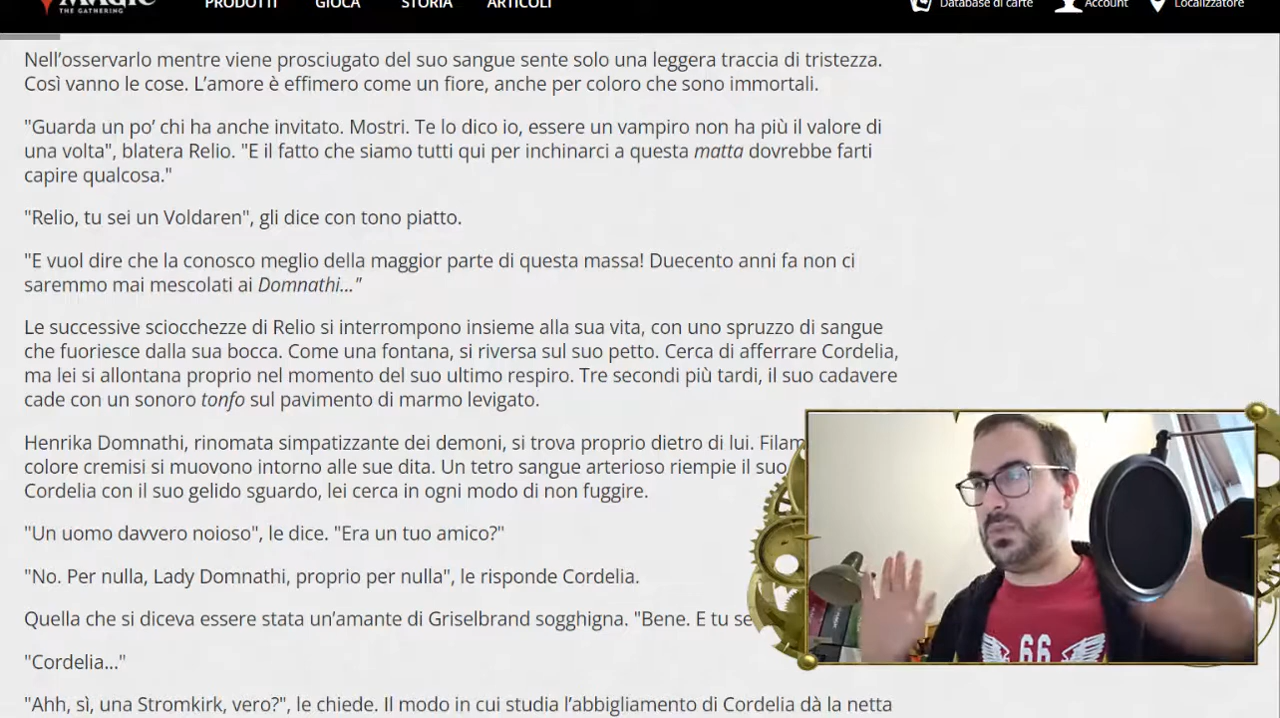 MAGIC
THE GATHERING
PRODOTTI GIOCA STORIA ARTICOLI Database di carte Account Localizzatore
Nell’osservarlo mentre viene prosciugato del suo sangue sente solo una leggera traccia di tristezza.
Così vanno le cose. L’amore è effimero come un fiore, anche per coloro che sono immortali.
"Guarda un po’ chi ha anche invitato. Mostri. Te lo dico io, essere un vampiro non ha più il valore di
una volta", blatera Relio. "E il fatto che siamo tutti qui per inchinarci a questa matta dovrebbe farti
capire qualcosa."
"Relio, tu sei un Voldaren", gli dice con tono piatto.
"E vuol dire che la conosco meglio della maggior parte di questa massa! Duecento anni fa non ci
saremmo mai mescolati ai Domnathi…"
Le successive sciocchezze di Relio si interrompono insieme alla sua vita, con uno spruzzo di sangue
che fuoriesce dalla sua bocca. Come una fontana, si riversa sul suo petto. Cerca di afferrare Cordelia,
ma lei si allontana proprio nel momento del suo ultimo respiro. Tre secondi più tardi, il suo cadavere
cade con un sonoro tonfo sul pavimento di marmo levigato.
Henrika Domnathi, rinomata simpatizzante dei demoni, si trova proprio dietro di lui. Filam
colore cremisi si muovono intorno alle sue dita. Un tetro sangue arterioso riempie il suo
Cordelia con il suo gelido sguardo, lei cerca in ogni modo di non fuggire.
"Un uomo davvero noioso", le dice. "Era un tuo amico?"
"No. Per nulla, Lady Domnathi, proprio per nulla", le risponde Cordelia.
Quella che si diceva essere stata un’amante di Griselbrand sogghigna. "Bene. E tu se
"Cordelia…"
"Ahh, sì, una Stromkirk, vero?", le chiede. Il modo in cui studia l’abbigliamento di Cordelia dà la netta
66